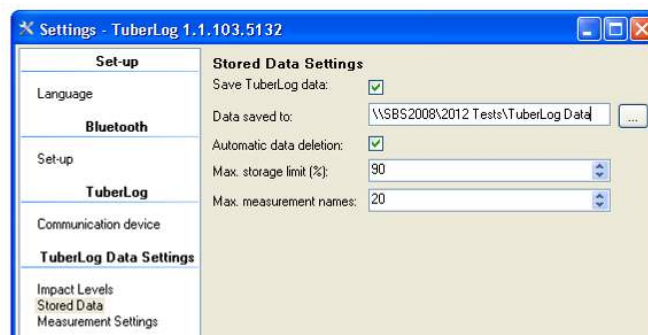 Settings - TuberLog 1.1.103.5132
Set-up
Language
Bluetooth
Set-up
TuberLog
Communication device
TuberLog Data Settings
Impact Levels
Stored Data
Measurement Settings
Stored Data Settings
Save TuberLog data:
Data saved to: \\SBS2008\2012 Tests\TuberLog Data ...
Automatic data deletion:
Max. storage limit (%): 90
Max. measurement names: 20